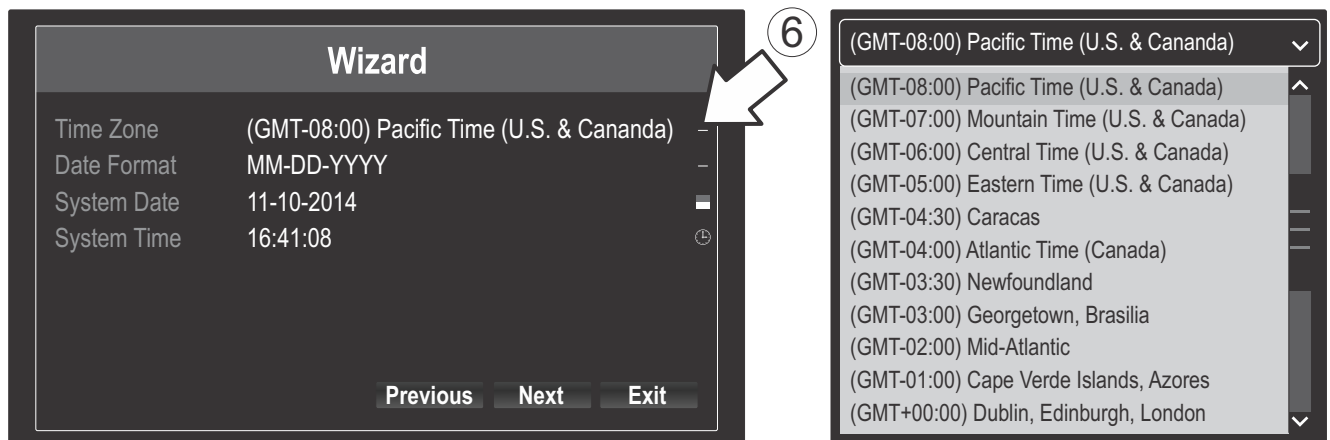 Wizard
Time Zone (GMT-08:00) Pacific Time (U.S. & Cananda)
Date Format MM-DD-YYYY
System Date 11-10-2014
System Time 16:41:08
Previous Next Exit
6
(GMT-08:00) Pacific Time (U.S. & Cananda)
(GMT-08:00) Pacific Time (U.S. & Canada)
(GMT-07:00) Mountain Time (U.S. & Canada)
(GMT-06:00) Central Time (U.S. & Canada)
(GMT-05:00) Eastern Time (U.S. & Canada)
(GMT-04:30) Caracas
(GMT-04:00) Atlantic Time (Canada)
(GMT-03:30) Newfoundland
(GMT-03:00) Georgetown, Brasilia
(GMT-02:00) Mid-Atlantic
(GMT-01:00) Cape Verde Islands, Azores
(GMT+00:00) Dublin, Edinburgh, London